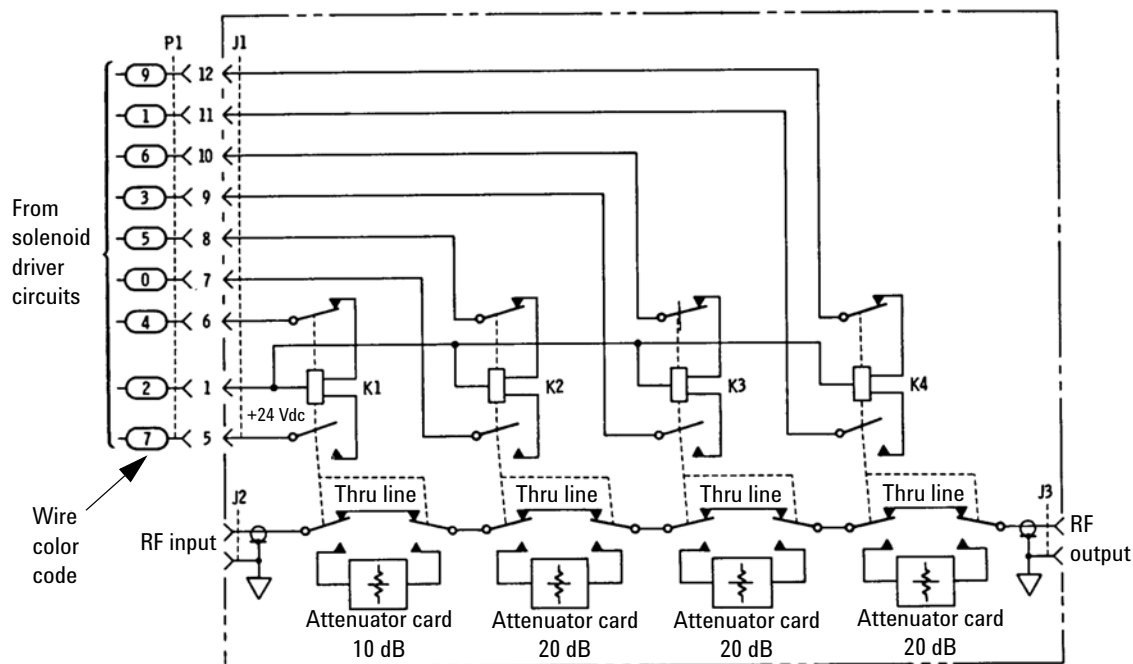 P1 J1
9 12
1 11
6 10
3 9
5 8
0 7
4 6
2 1
+24 Vdc
7 5
From
solenoid
driver
circuits
K1 K2 K3 K4
Wire
color
code
J2
RF input
Thru line Thru line Thru line Thru line
J3
RF
output
Attenuator card
10 dB
Attenuator card
20 dB
Attenuator card
20 dB
Attenuator card
20 dB